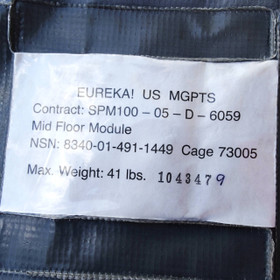 EUREKA! US MGPTS
Contract: SPM100 - 05 - D - 6059
Mid Floor Module
NSN: 8340-01-491-1449 Cage 73005
Max. Weight: 41 lbs. 1043479